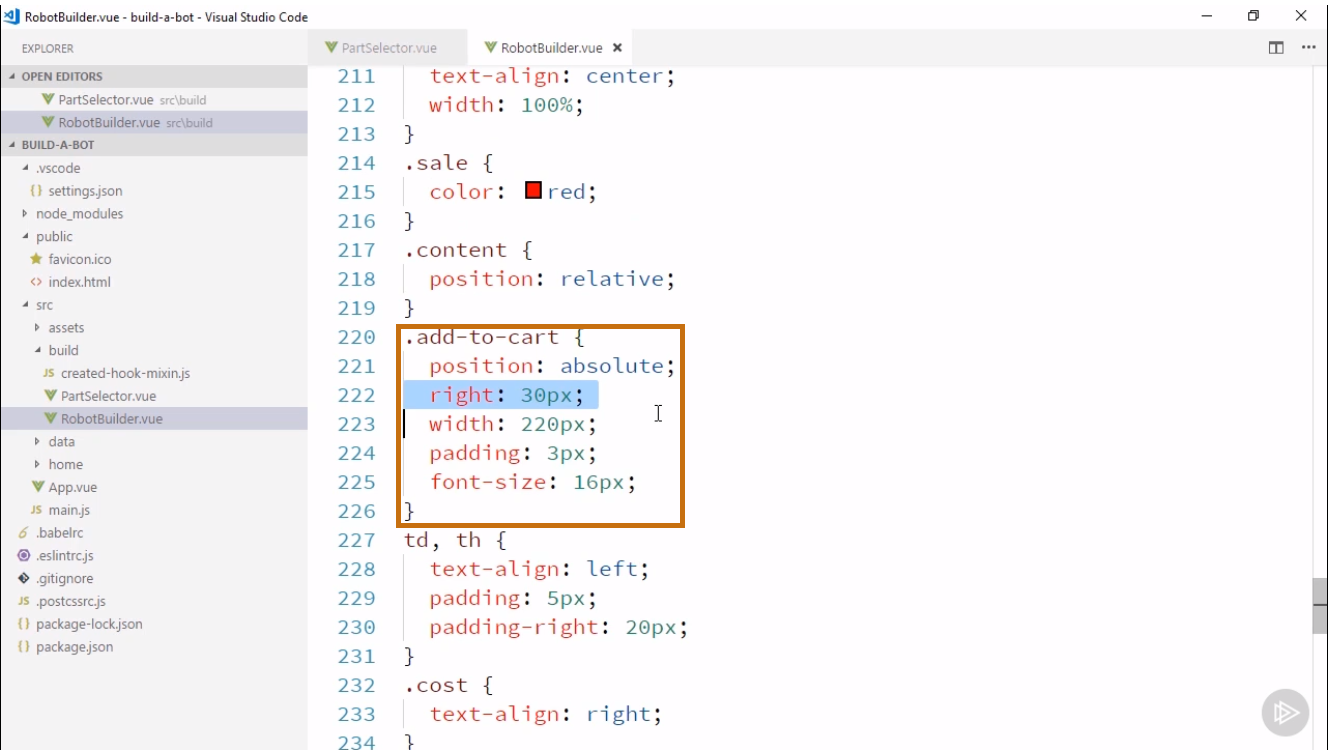 RobotBuilder.vue - build-a-bot - Visual Studio Code
EXPLORER
PartSelector.vue
RobotBuilder.vue
OPEN EDITORS
PartSelector.vue src\build
RobotBuilder.vue src\build
BUILD-A-BOT
.vscode
{} settings.json
node_modules
public
favicon.ico
<> index.html
src
assets
build
JS created-hook-mixin.js
PartSelector.vue
RobotBuilder.vue
data
home
App.vue
JS main.js
.babelrc
.eslintrc.js
.gitignore
JS .postcssrc.js
{} package-lock.json
{} package.json
211 text-align: center;
212 width: 100%;
213 }
214 .sale {
215 color: red;
216 }
217 .content {
218 position: relative;
219 }
220 .add-to-cart {
221 position: absolute;
222 right: 30px;
223 width: 220px;
224 padding: 3px;
225 font-size: 16px;
226 }
227 td, th {
228 text-align: left;
229 padding: 5px;
230 padding-right: 20px;
231 }
232 .cost {
233 text-align: right;
234 }